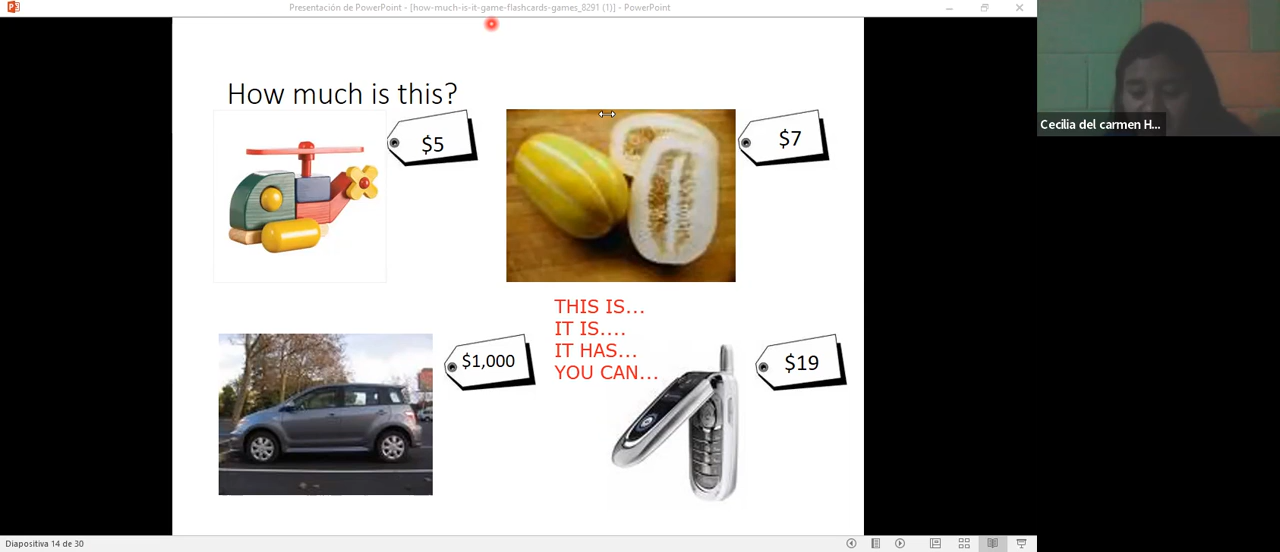 Presentación de PowerPoint - [how-much-is-it-game-flashcards-games_8291 (1)] - PowerPoint
How much is this?
$5
$7
THIS IS...
IT IS....
IT HAS...
YOU CAN...
$1,000
$19
Cecilia del carmen H...
Diapositiva 14 de 30